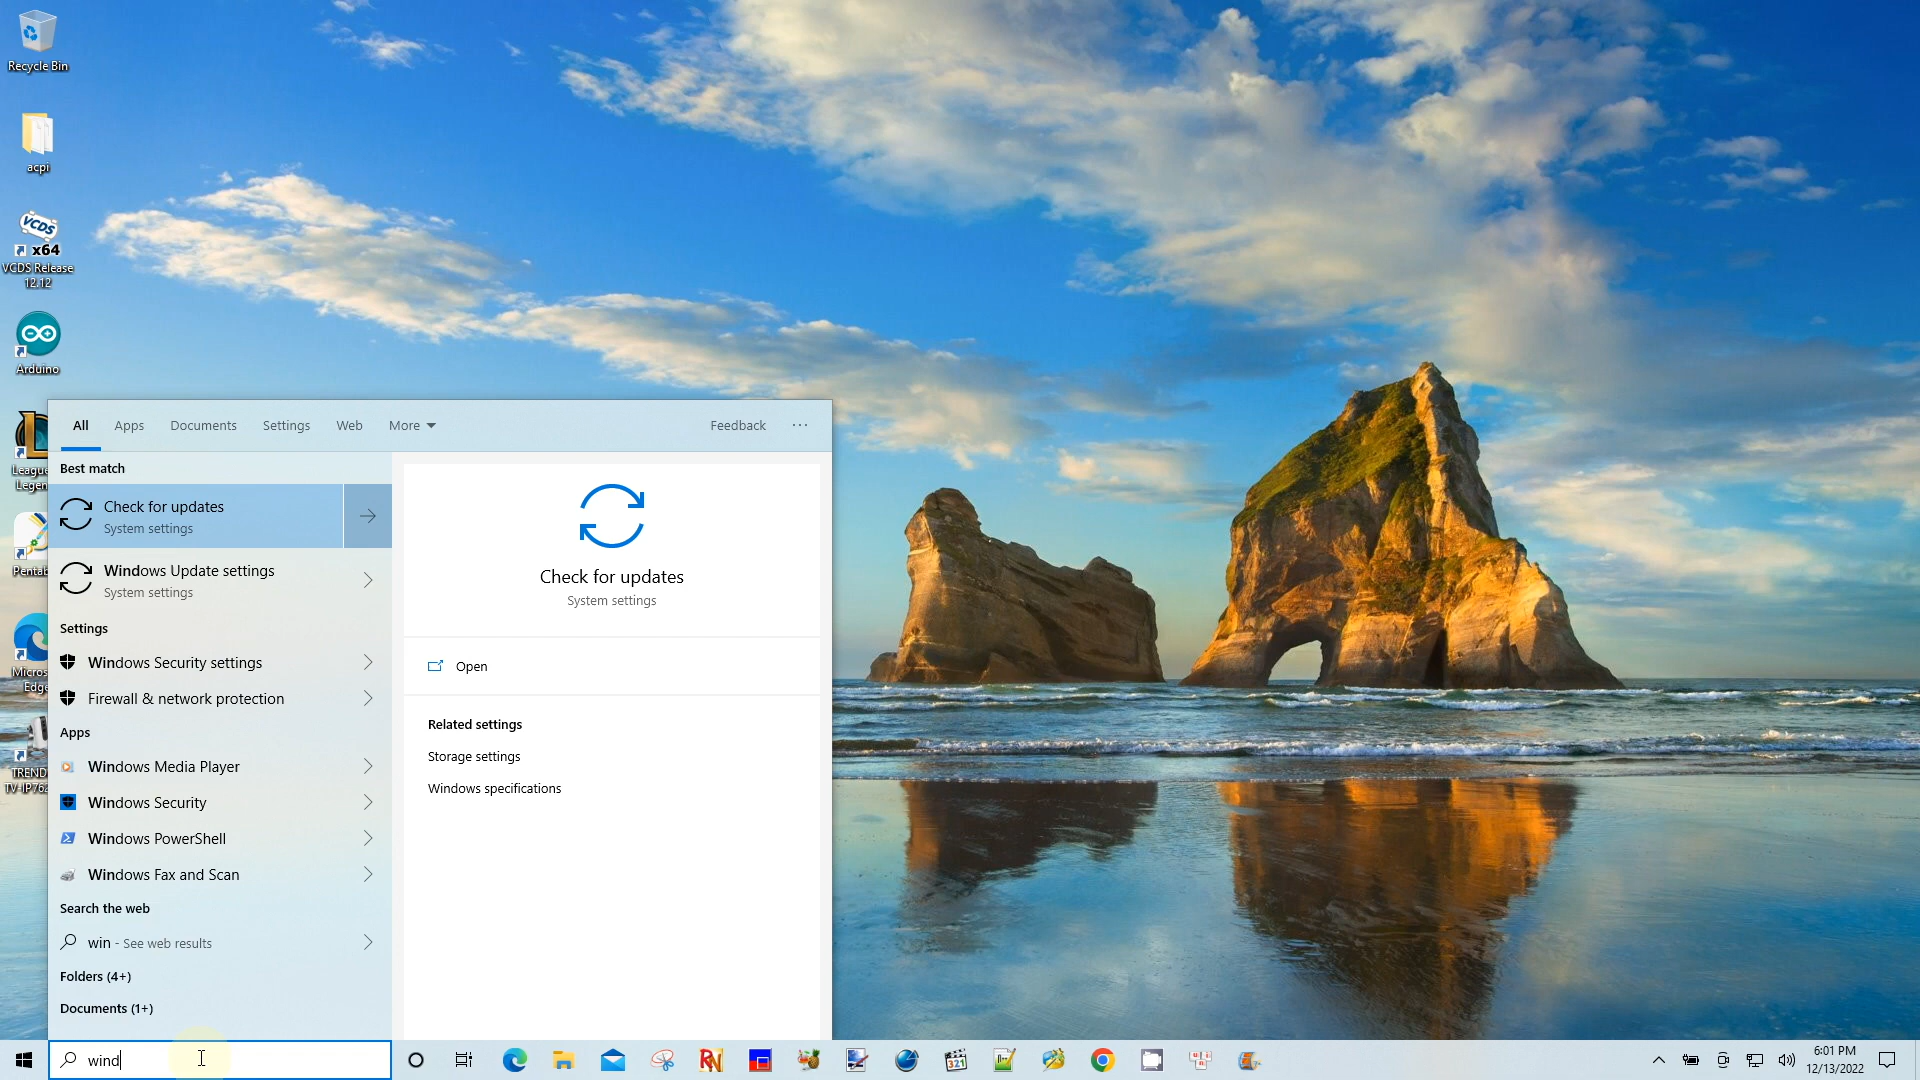 Recycle Bin
acpi
VCDS
x64
VCDS Release
12.12
Arduino
League
Legen
Pentab
Micros
Edge
TREND
TV-IP762
All
Apps
Documents
Settings
Web
More
Feedback
Best match
Check for updates
System settings
Windows Update settings
System settings
Settings
Windows Security settings
Firewall & network protection
Apps
Windows Media Player
Windows Security
Windows PowerShell
Windows Fax and Scan
Search the web
win - See web results
Folders (4+)
Documents (1+)
Check for updates
System settings
Open
Related settings
Storage settings
Windows specifications
wind
RN
321
6:01 PM
12/13/2022